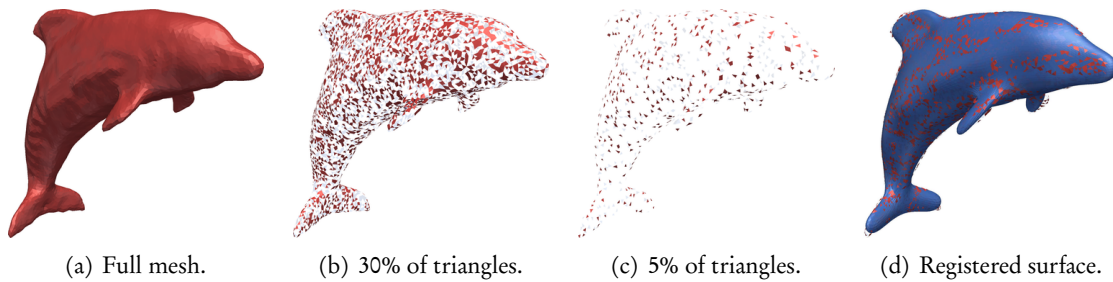 (a) Full mesh.
(b) 30% of triangles.
(c) 5% of triangles.
(d) Registered surface.